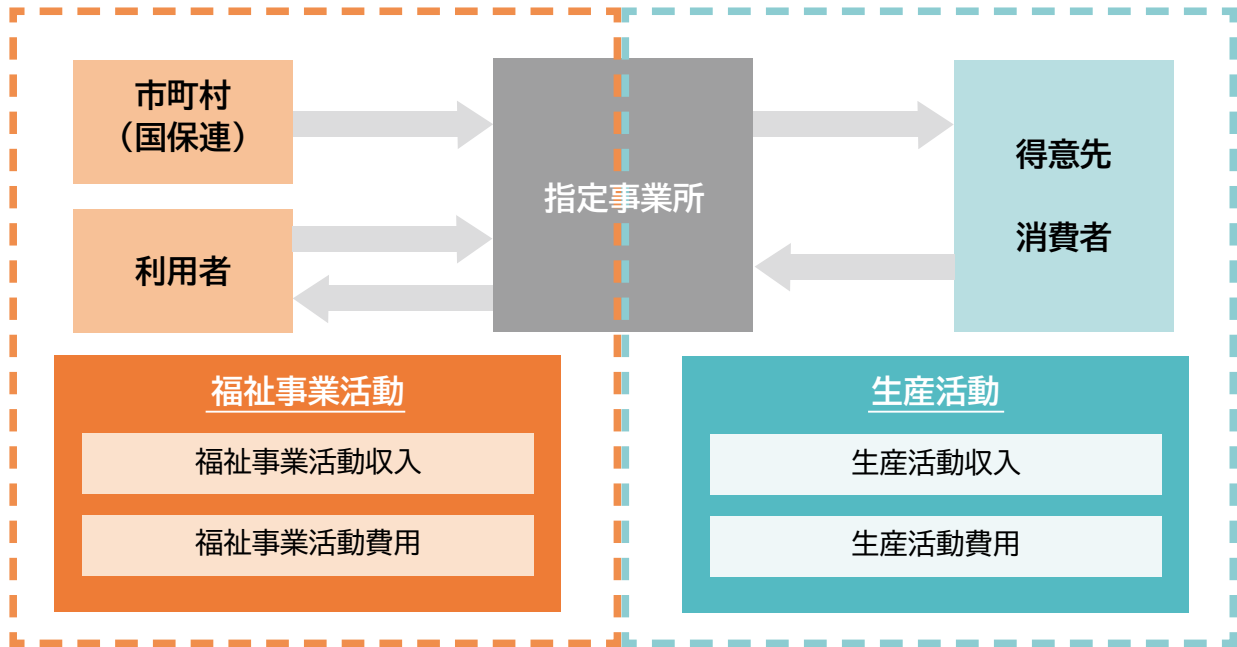 市町村
（国保連）
利用者
指定事業所
得意先
消費者
福祉事業活動
福祉事業活動収入
福祉事業活動費用
生産活動
生産活動収入
生産活動費用